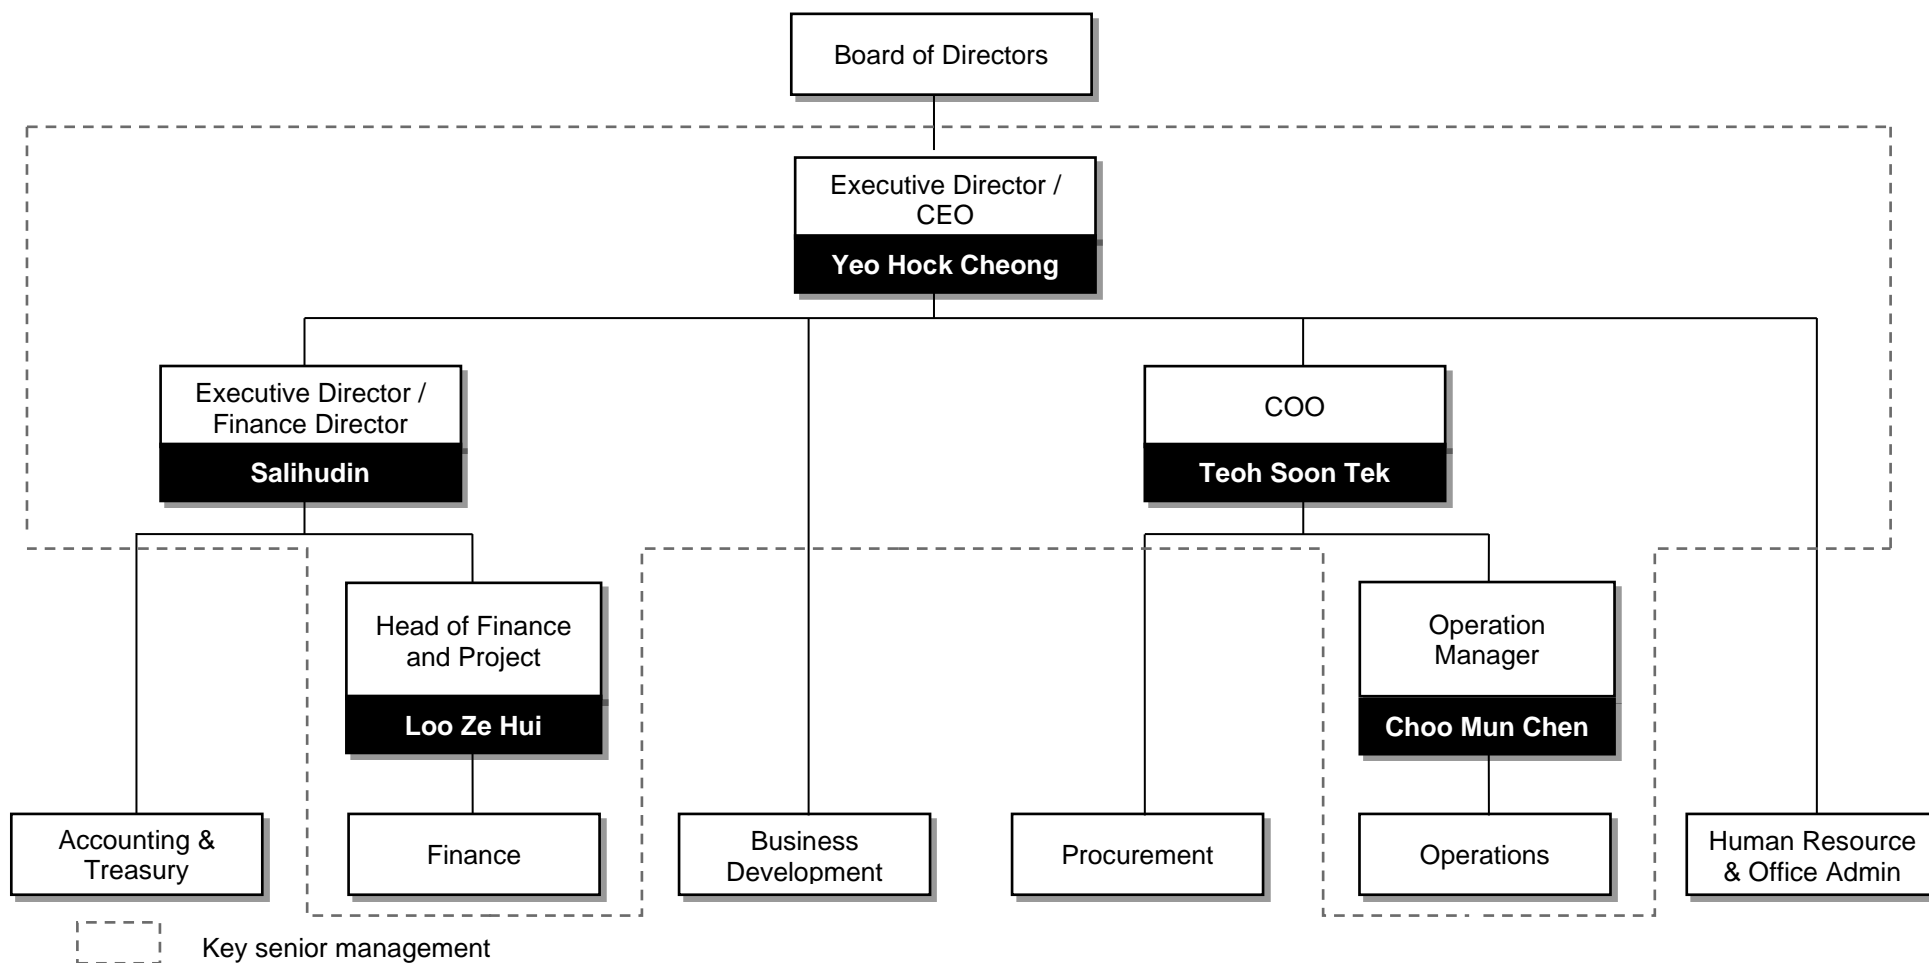 Board of Directors
Executive Director /
CEO
Yeo Hock Cheong
Executive Director /
Finance Director
Salihudin
COO
Teoh Soon Tek
Head of Finance
and Project
Loo Ze Hui
Operation
Manager
Choo Mun Chen
Accounting &
Treasury
Finance
Business
Development
Procurement
Operations
Human Resource
& Office Admin
Key senior management